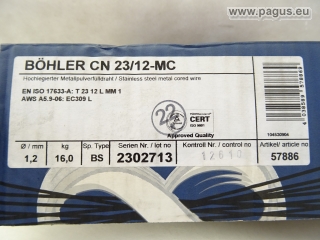 www.pagus.eu
BÖHLER CN 23/12-MC
Hochlegierter Metallpulverfülldraht / Stainless steel metal cored wire
EN ISO 17633-A: T 23 12 L MM 1
AWS A5.9-06: EC309 L
22
CERT
Approved Quality
Ø / mm kg Sp. Type Serien Nr. / lot no Kontroll Nr. / control no artikel/ article no
1,2 16,0 BS 2302713 12610 57886